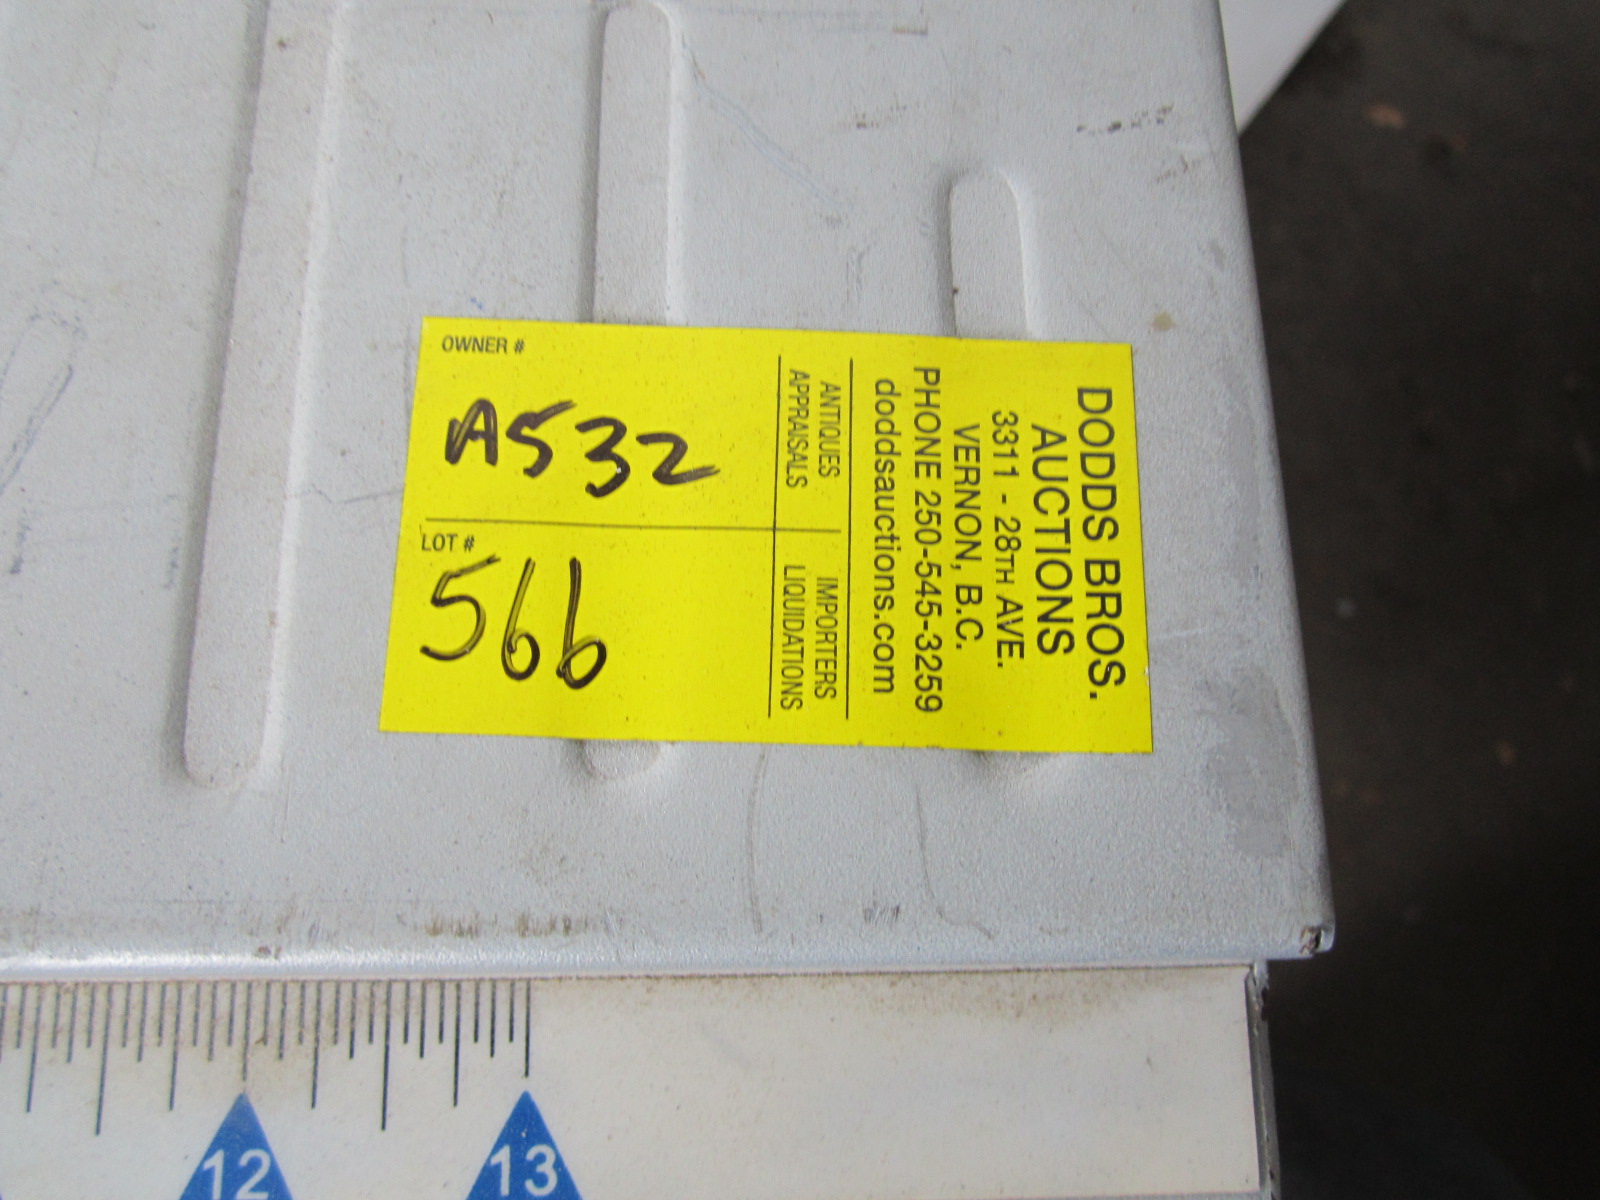 OWNER #
A532
LOT #
566
DODDS BROS.
AUCTIONS
3311 - 28TH AVE.
VERNON, B.C.
PHONE 250-545-3259
doddsauctions.com
ANTIQUES IMPORTERS
APPRAISALS LIQUIDATIONS
12 13